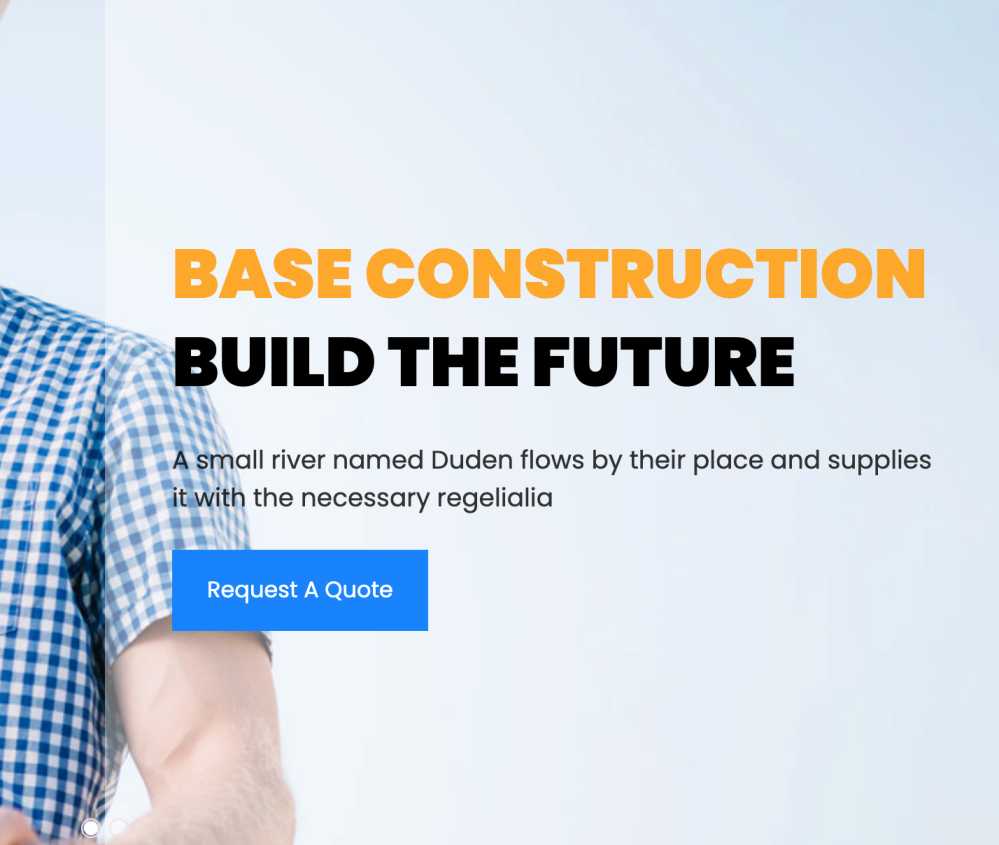 BASE CONSTRUCTION
BUILD THE FUTURE
A small river named Duden flows by their place and supplies
it with the necessary regelialia
Request A Quote